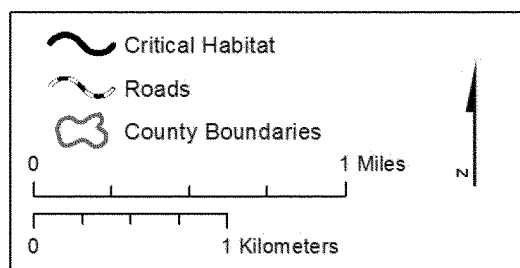 Critical Habitat
Roads
County Boundaries
0 1 Miles
0 1 Kilometers
N